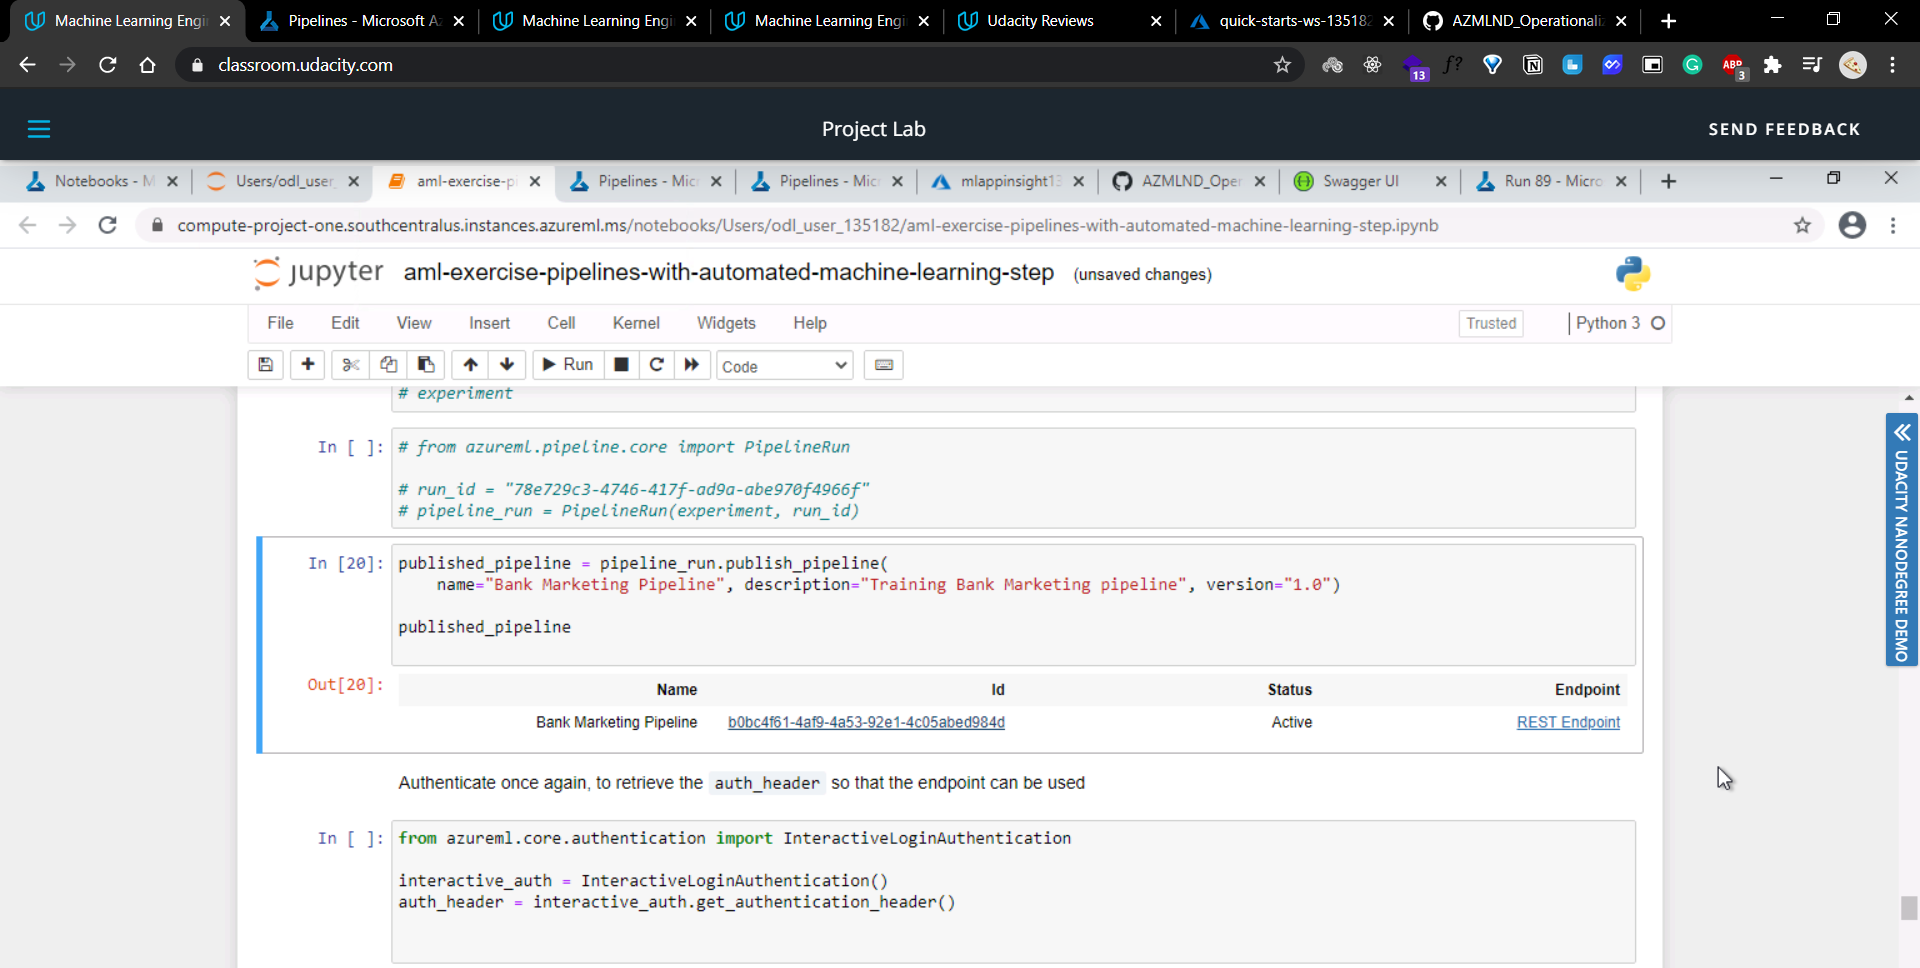 Machine Learning Engi
Pipelines - Microsoft A
Machine Learning Engi
Machine Learning Engi
Udacity Reviews
quick-starts-ws-13518
AZMLND_Operationali
classroom.udacity.com
13
f?
ABP
3
Project Lab
SEND FEEDBACK
Notebooks - M
Users/odl_user_
aml-exercise-p
Pipelines - Mic
Pipelines - Mic
mlappinsight13
AZMLND_Oper
Swagger UI
Run 89 - Micro
compute-project-one.southcentralus.instances.azureml.ms/notebooks/Users/odl_user_135182/aml-exercise-pipelines-with-automated-machine-learning-step.ipynb
jupyter aml-exercise-pipelines-with-automated-machine-learning-step (unsaved changes)
File Edit View Insert Cell Kernel Widgets Help
Trusted
Python 3
Run
Code
# experiment
In [ ]: # from azureml.pipeline.core import PipelineRun
# run_id = "78e729c3-4746-417f-ad9a-abe970f4966f"
# pipeline_run = PipelineRun(experiment, run_id)
In [20]: published_pipeline = pipeline_run.publish_pipeline(
name="Bank Marketing Pipeline", description="Training Bank Marketing pipeline", version="1.0")
published_pipeline
Out[20]:
Name Id Status Endpoint
Bank Marketing Pipeline b0bc4f61-4af9-4a53-92e1-4c05abed984d Active REST Endpoint
Authenticate once again, to retrieve the auth_header so that the endpoint can be used
In [ ]: from azureml.core.authentication import InteractiveLoginAuthentication
interactive_auth = InteractiveLoginAuthentication()
auth_header = interactive_auth.get_authentication_header()
UDACITY NANODEGREE DEMO